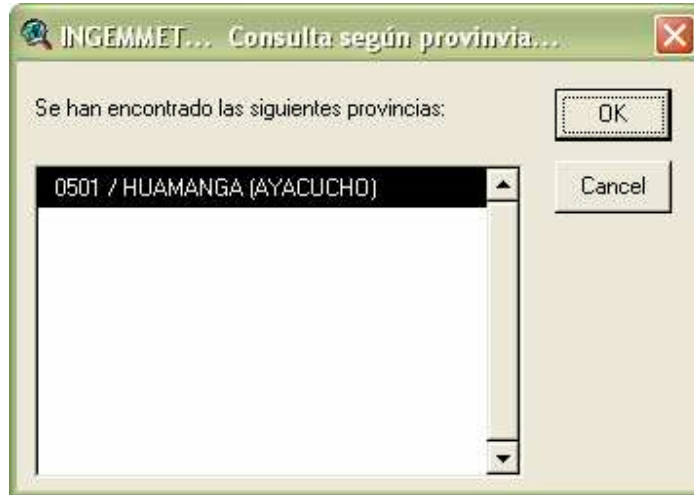 INGEMMET... Consulta según provinvia...
Se han encontrado las siguientes provincias:
OK
0501 / HUAMANGA (AYACUCHO)
Cancel